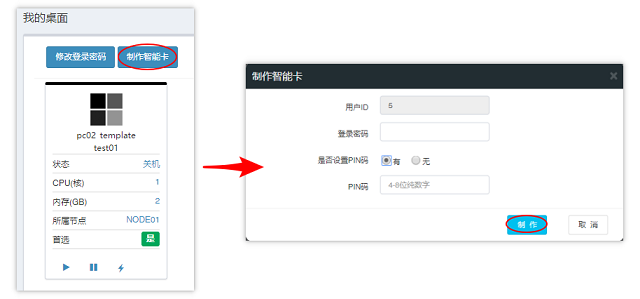 我的桌面
修改登录密码 制作智能卡
pc02_template
test01
状态 关机
CPU(核) 1
内存(GB) 2
所属节点 NODE01
首选 是
制作智能卡
用户ID 5
登录密码
是否设置PIN码 有 无
PIN码 4-8位纯数字
制 作 取 消